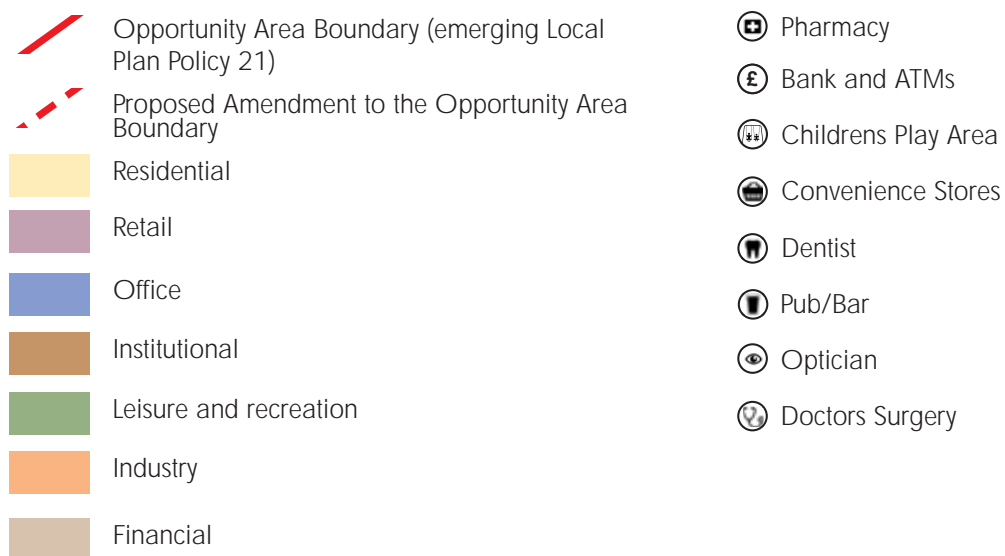 Opportunity Area Boundary (emerging Local
Plan Policy 21)
Proposed Amendment to the Opportunity Area
Boundary
Residential
Retail
Office
Institutional
Leisure and recreation
Industry
Financial
Pharmacy
£ Bank and ATMs
Childrens Play Area
Convenience Stores
Dentist
Pub/Bar
Optician
Doctors Surgery